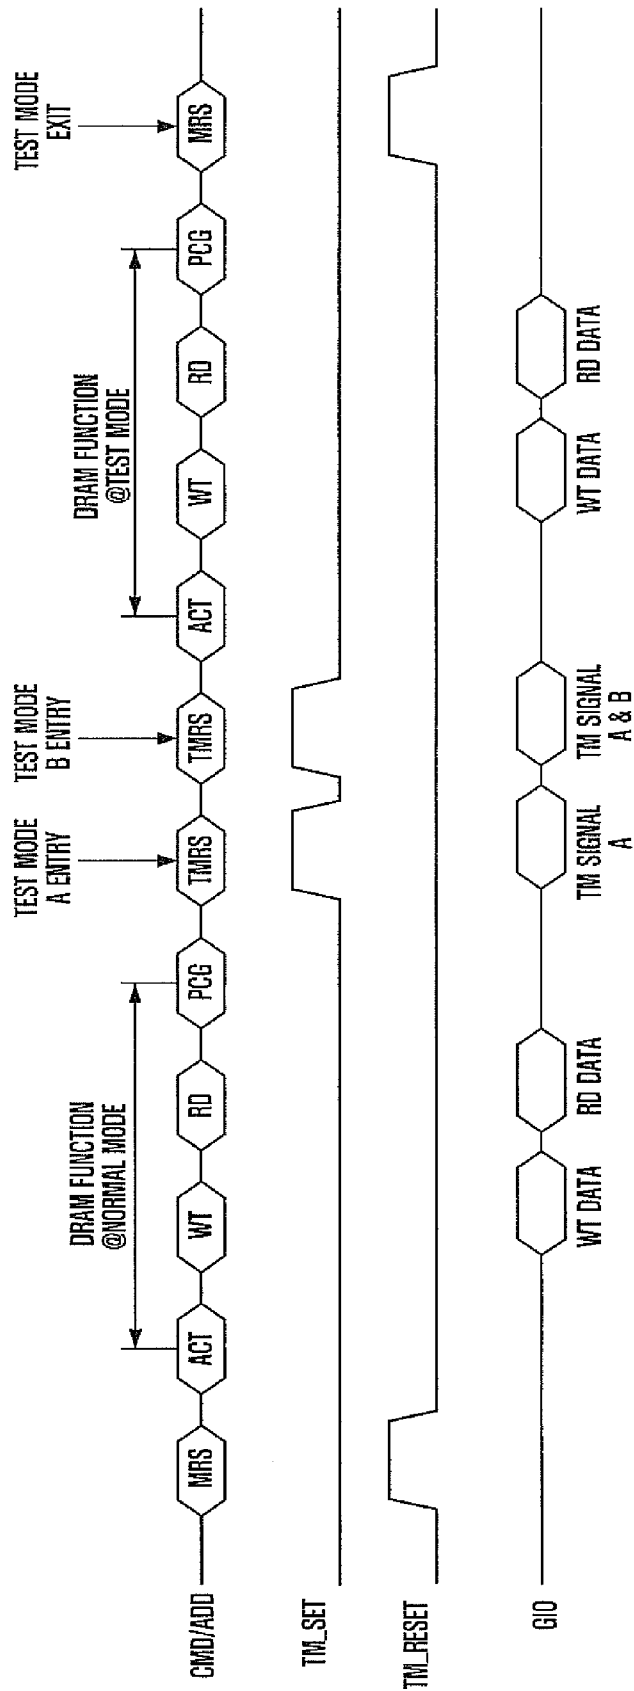 DRAM FUNCTION
@NORMAL MODE
TEST MODE
A ENTRY
TEST MODE
B ENTRY
DRAM FUNCTION
@TEST MODE
TEST MODE
EXIT
CMD/ADD MRS ACT WT RD PCG TMRS TMRS ACT WT RD PCG MRS
TM_SET
TM_RESET
GIO
WT DATA
RD DATA
TM SIGNAL
A
TM SIGNAL
A & B
WT DATA
RD DATA